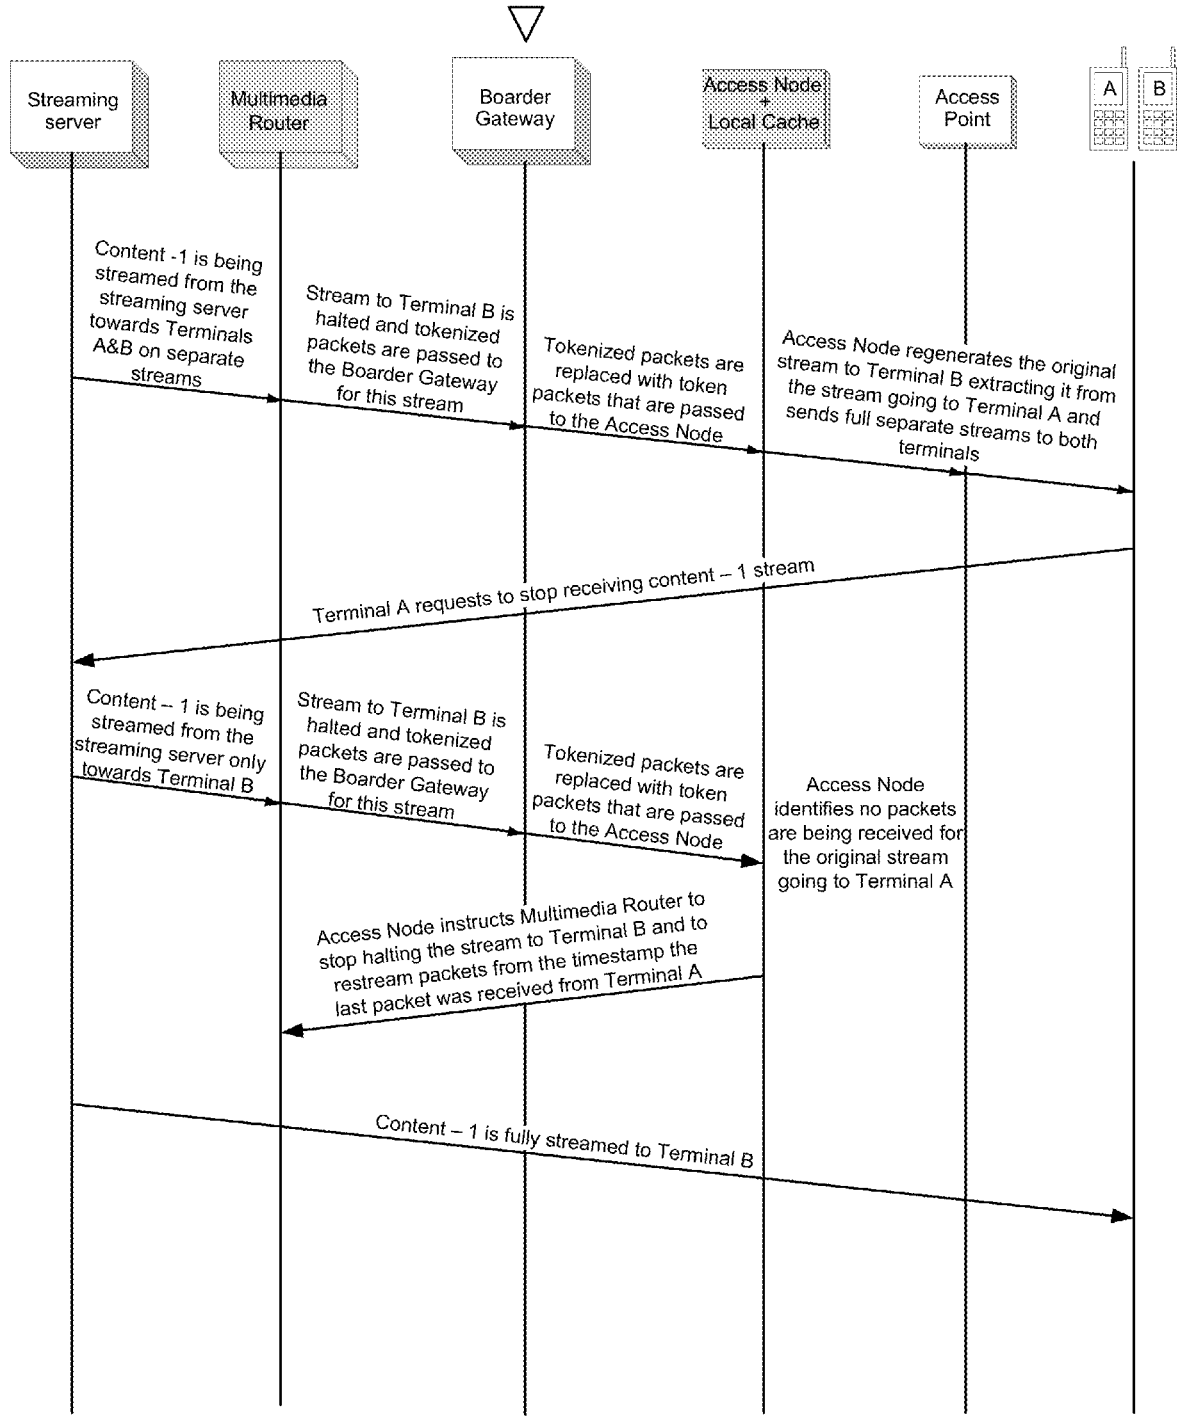 Streaming
server
Multimedia
Router
Boarder
Gateway
Access Node
+
Local Cache
Access
Point
A
B
Content -1 is being
streamed from the
streaming server
towards Terminals
A&B on separate
streams
Stream to Terminal B is
halted and tokenized
packets are passed to
the Boarder Gateway
for this stream
Tokenized packets are
replaced with token
packets that are passed
to the Access Node
Access Node regenerates the original
stream to Terminal B extracting it from
the stream going to Terminal A and
sends full separate streams to both
terminals
Terminal A requests to stop receiving content – 1 stream
Content – 1 is being
streamed from the
streaming server only
towards Terminal B
Stream to Terminal B is
halted and tokenized
packets are passed to
the Boarder Gateway
for this stream
Tokenized packets are
replaced with token
packets that are passed
to the Access Node
Access Node
identifies no packets
are being received for
the original stream
going to Terminal A
Access Node instructs Multimedia Router to
stop halting the stream to Terminal B and to
restream packets from the timestamp the
last packet was received from Terminal A
Content – 1 is fully streamed to Terminal B